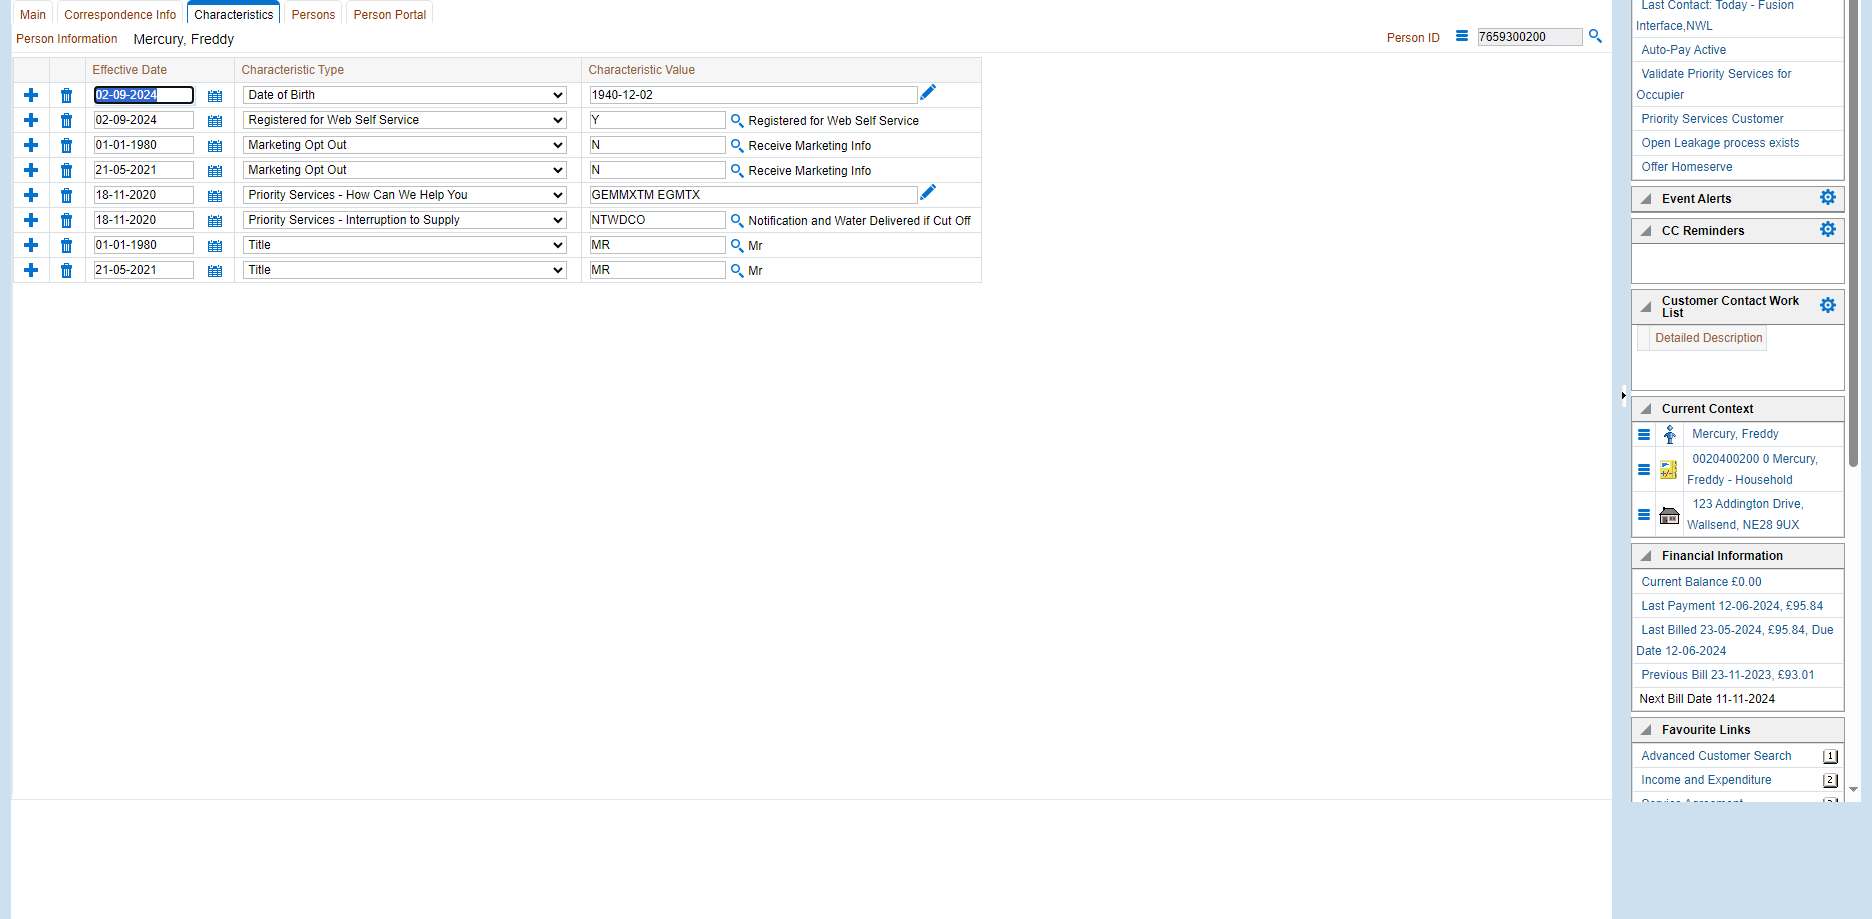 Main Correspondence Info Characteristics Persons Person Portal
Person Information Mercury, Freddy Person ID 7659300200
Effective Date Characteristic Type Characteristic Value
02-09-2024 Date of Birth 1940-12-02
02-09-2024 Registered for Web Self Service Y Registered for Web Self Service
01-01-1980 Marketing Opt Out N Receive Marketing Info
21-05-2021 Marketing Opt Out N Receive Marketing Info
18-11-2020 Priority Services - How Can We Help You GEMMXTM EGMTX
18-11-2020 Priority Services - Interruption to Supply NTWDCO Notification and Water Delivered if Cut Off
01-01-1980 Title MR Mr
21-05-2021 Title MR Mr
Last Contact: Today - Fusion
Interface,NWL
Auto-Pay Active
Validate Priority Services for
Occupier
Priority Services Customer
Open Leakage process exists
Offer Homeserve
Event Alerts
CC Reminders
Customer Contact Work
List
Detailed Description
Current Context
Mercury, Freddy
0020400200 0 Mercury,
Freddy - Household
123 Addington Drive,
Wallsend, NE28 9UX
Financial Information
Current Balance £0.00
Last Payment 12-06-2024, £95.84
Last Billed 23-05-2024, £95.84, Due
Date 12-06-2024
Previous Bill 23-11-2023, £93.01
Next Bill Date 11-11-2024
Favourite Links
Advanced Customer Search 1
Income and Expenditure 2